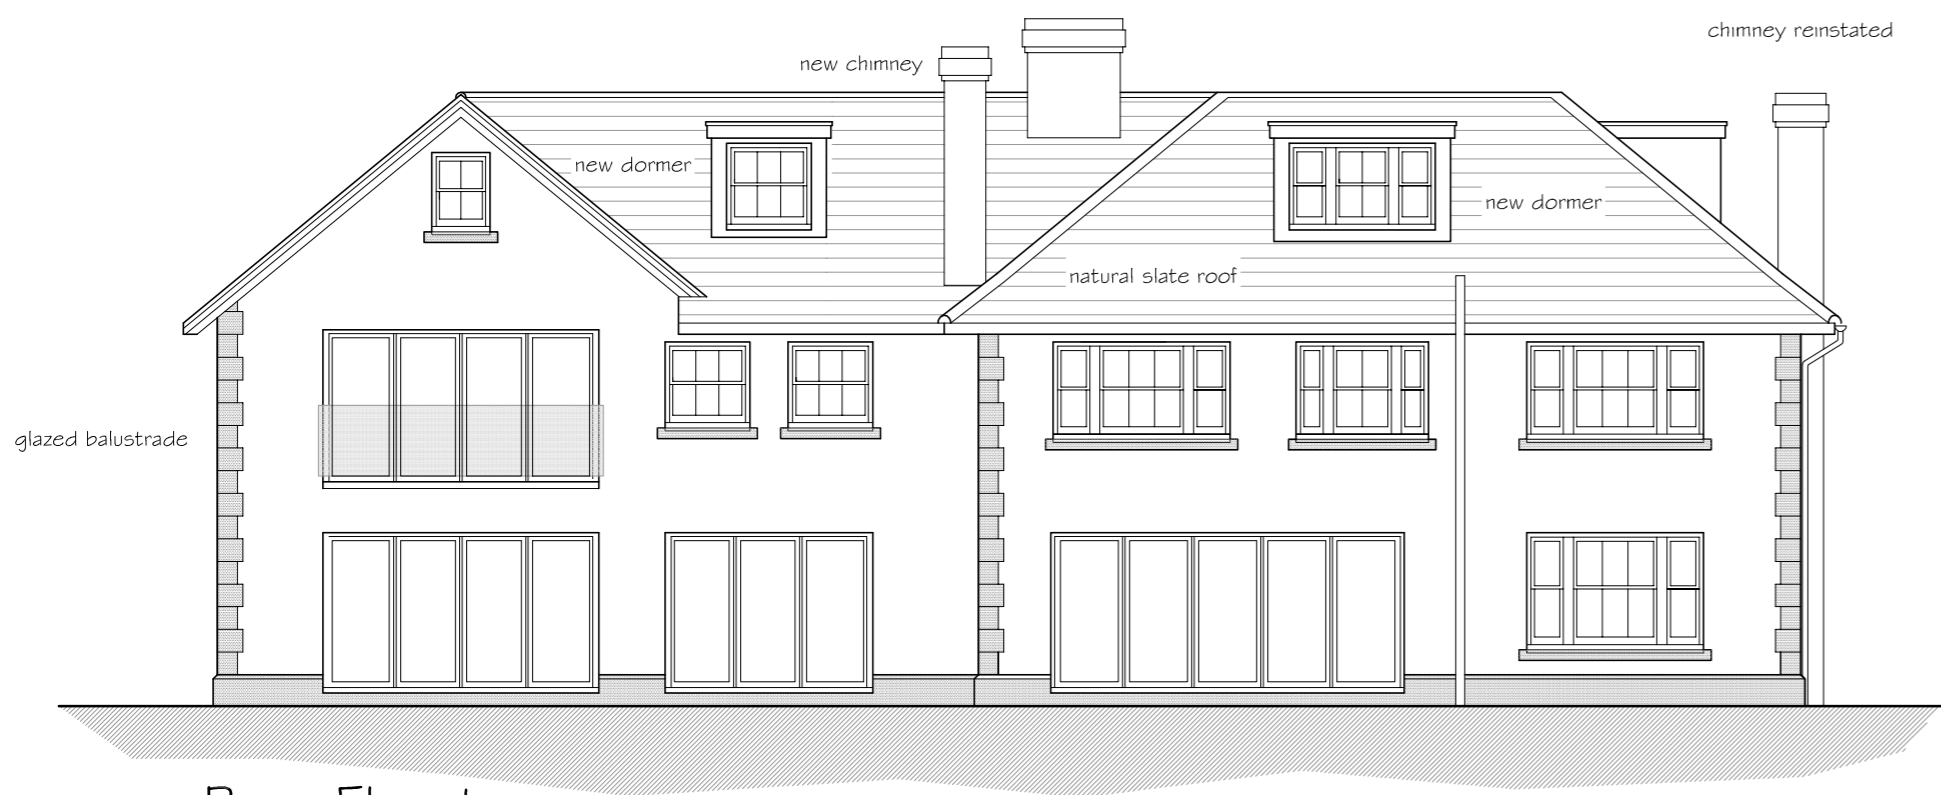 chimney reinstated
new chimney
new dormer
new dormer
natural slate roof
glazed balustrade